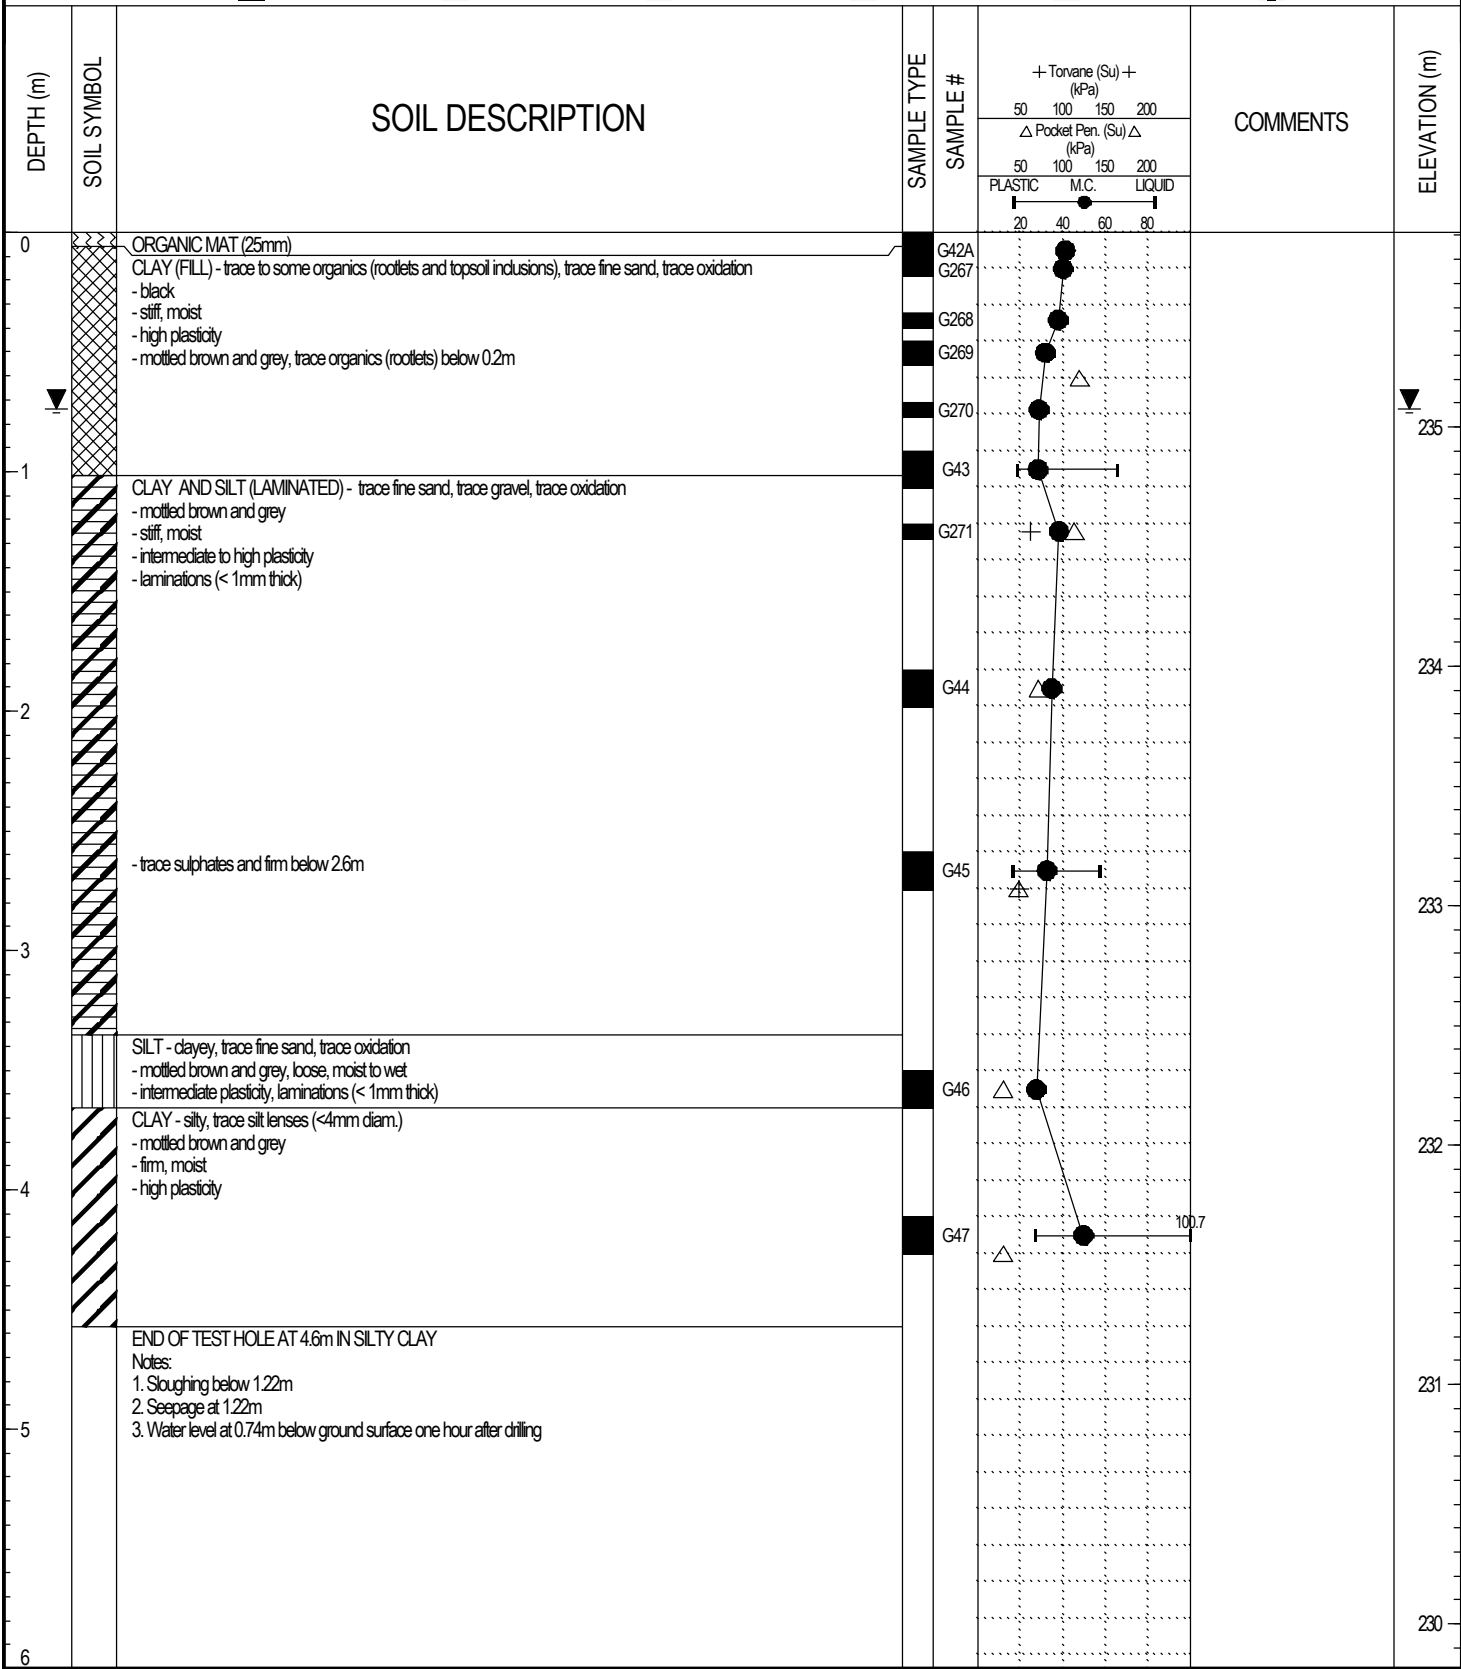 DEPTH (m)
SOIL SYMBOL
SOIL DESCRIPTION
SAMPLE TYPE
SAMPLE #
+ Torvane (Su) +
(kPa)
50 100 150 200
△ Pocket Pen. (Su) △
(kPa)
50 100 150 200
PLASTIC M.C. LIQUID
20 40 60 80
COMMENTS
ELEVATION (m)
0
ORGANIC MAT (25mm)
G42A
CLAY (FILL) - trace to some organics (rootlets and topsoil inclusions), trace fine sand, trace oxidation
G267
- black
- stiff, moist
G268
- high plasticity
- mottled brown and grey, trace organics (rootlets) below 0.2m
G269
G270
235
1
G43
CLAY AND SILT (LAMINATED) - trace fine sand, trace gravel, trace oxidation
- mottled brown and grey
- stiff, moist
G271
- intermediate to high plasticity
- laminations (< 1mm thick)
234
G44
2
- trace sulphates and firm below 2.6m
G45
233
3
SILT - clayey, trace fine sand, trace oxidation
- mottled brown and grey, loose, moist to wet
- intermediate plasticity, laminations (< 1mm thick)
G46
CLAY - silty, trace silt lenses (<4mm diam.)
- mottled brown and grey
232
- firm, moist
4
- high plasticity
100.7
G47
END OF TEST HOLE AT 4.6m IN SILTY CLAY
Notes:
1. Sloughing below 1.22m
231
2. Seepage at 1.22m
5
3. Water level at 0.74m below ground surface one hour after drilling
230
6